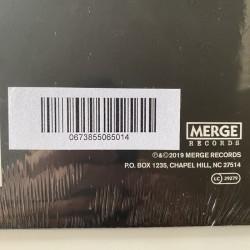 0673855065014
MERGE
RECORDS
℗&©2019 MERGE RECORDS
P.O. BOX 1235, CHAPEL HILL, NC 27514
LC 29279